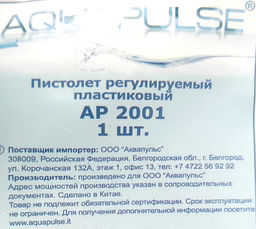 AQUAPULSE®
Пистолет регулируемый
пластиковый
АР 2001
1 шт.
Поставщик импортер: ООО "Аквапульс"
308009, Российская Федерация, Белгородская обл., г. Белгород,
ул. Корочанская 132А, этаж 1, офис 13, тел: +7 4722 56 92 92
Производитель: произведено для ООО "Аквапульс"
Адрес мощностей производства указан в сопроводительных
документах. Сделано в Китае.
Товар не подлежит обязательной сертификации. Срок эксплуатации
не ограничен. Для получения дополнительной информации посетите
www.aquapulse.it